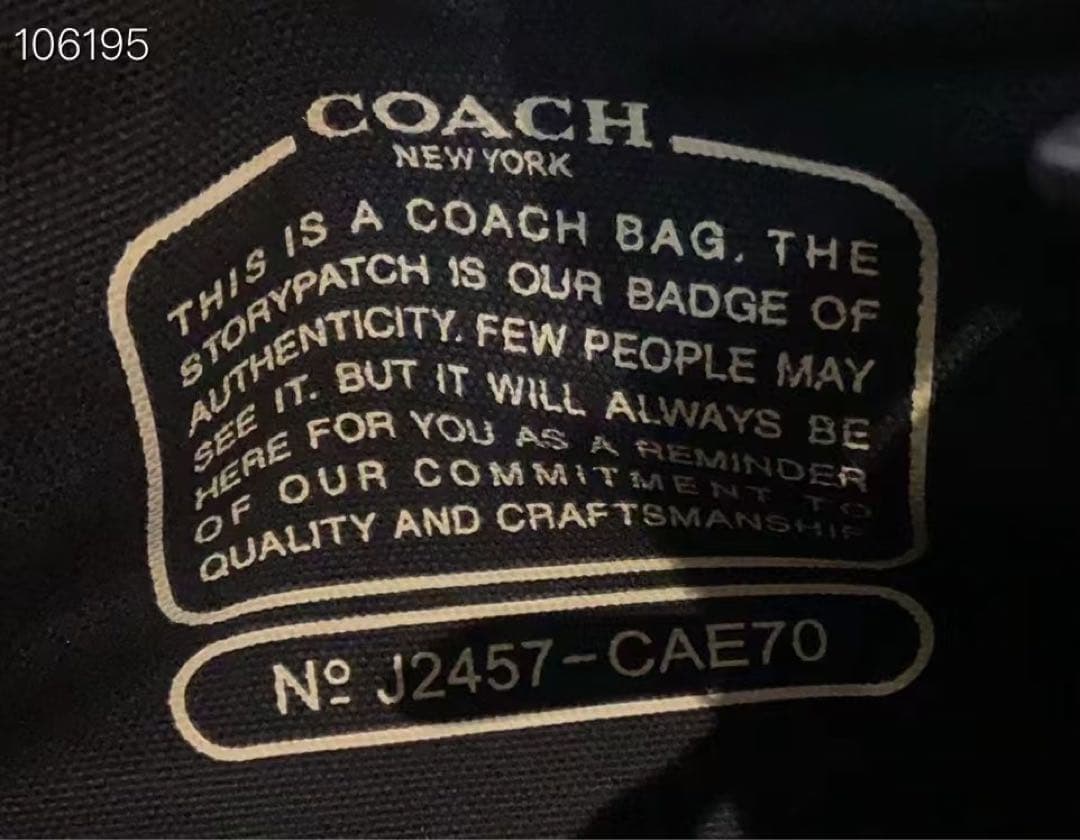 106195
COACH
NEW YORK
THIS IS A COACH BAG. THE
STORYPATCH IS OUR BADGE OF
AUTHENTICITY. FEW PEOPLE MAY
SEE IT. BUT IT WILL ALWAYS BE
HERE FOR YOU AS A REMINDER
OF OUR COMMITMENT TO
QUALITY AND CRAFTSMANSHIP
Nº J2457-CAE70